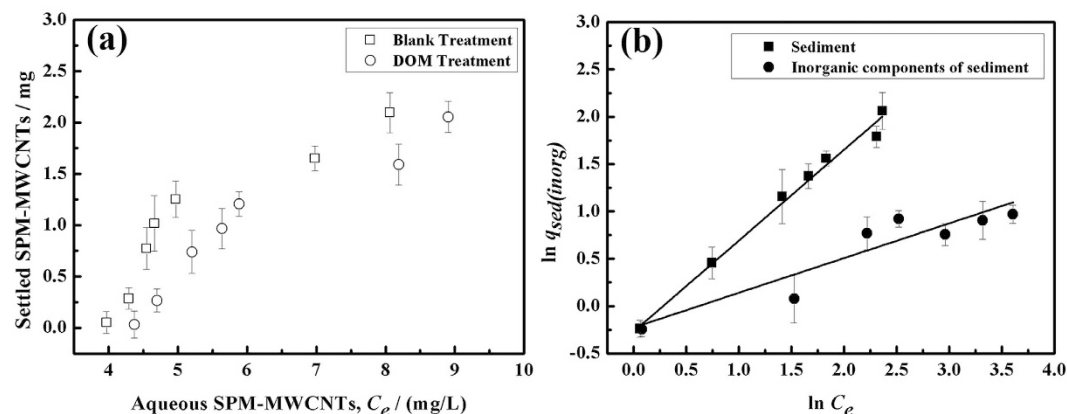 (a)
Blank Treatment
DOM Treatment
Settled SPM-MWCNTs / mg
3.0
2.5
2.0
1.5
1.0
0.5
0.0
4 5 6 7 8 9 10
Aqueous SPM-MWCNTs, Ce / (mg/L)
(b)
Sediment
Inorganic components of sediment
ln qsed(inorg)
3.0
2.5
2.0
1.5
1.0
0.5
0.0
-0.5
0.0 0.5 1.0 1.5 2.0 2.5 3.0 3.5 4.0
ln Ce